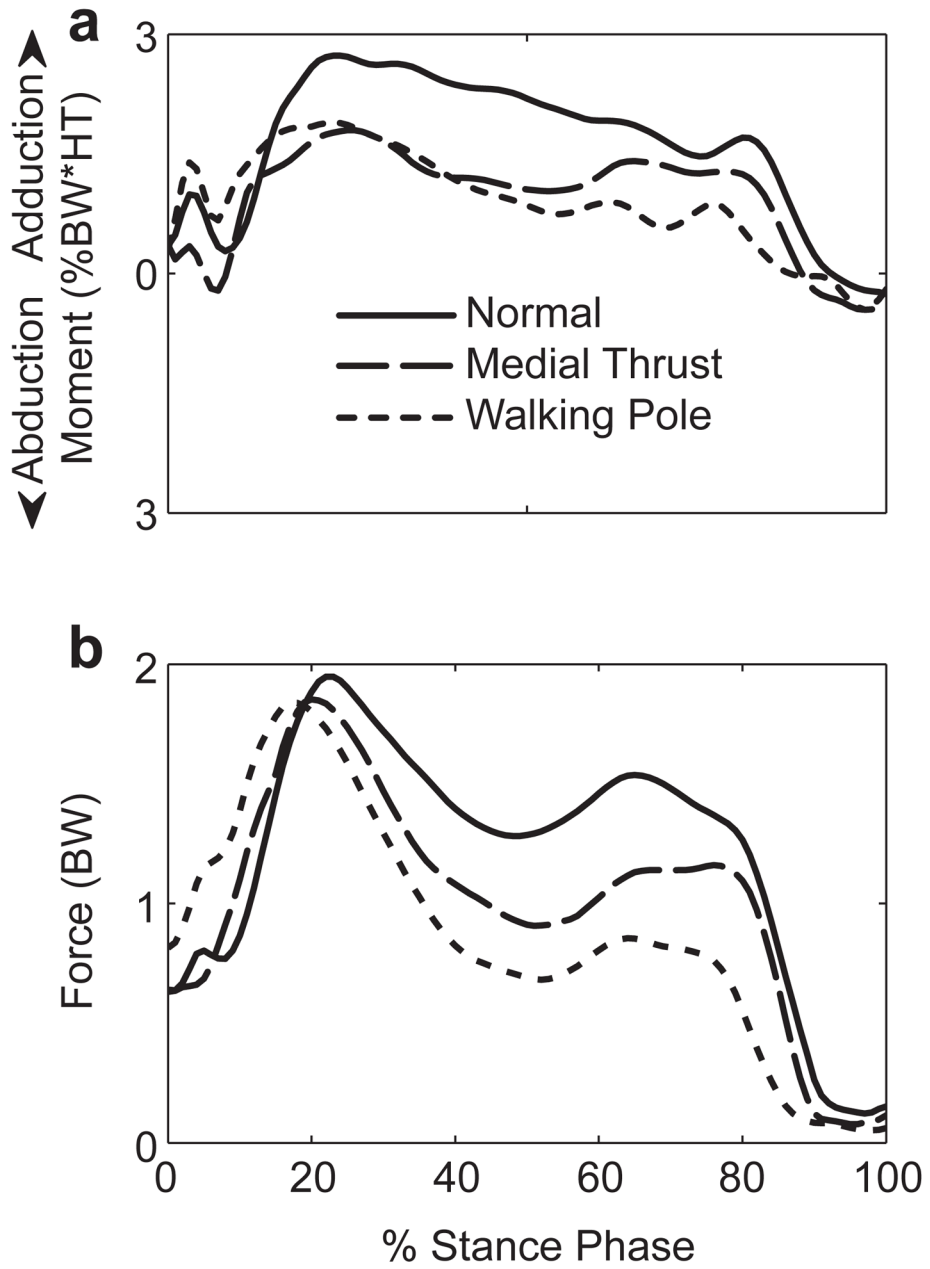 a
3
0
3
Abduction Adduction
Moment (%BW*HT)
Normal
Medial Thrust
Walking Pole
b
2
1
0
Force (BW)
0 20 40 60 80 100
% Stance Phase